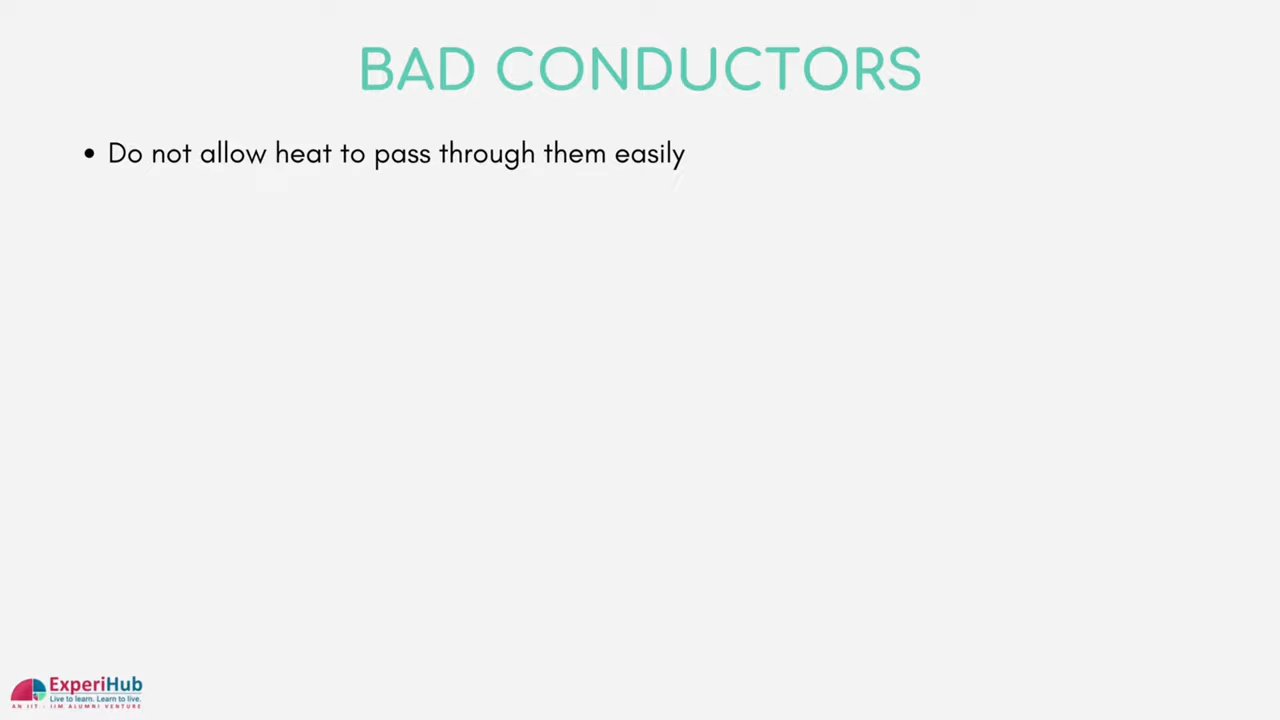 BAD CONDUCTORS
• Do not allow heat to pass through them easily
ExperiHub
Live to learn. Learn to live.
AN IIT - IIM ALUMNI VENTURE